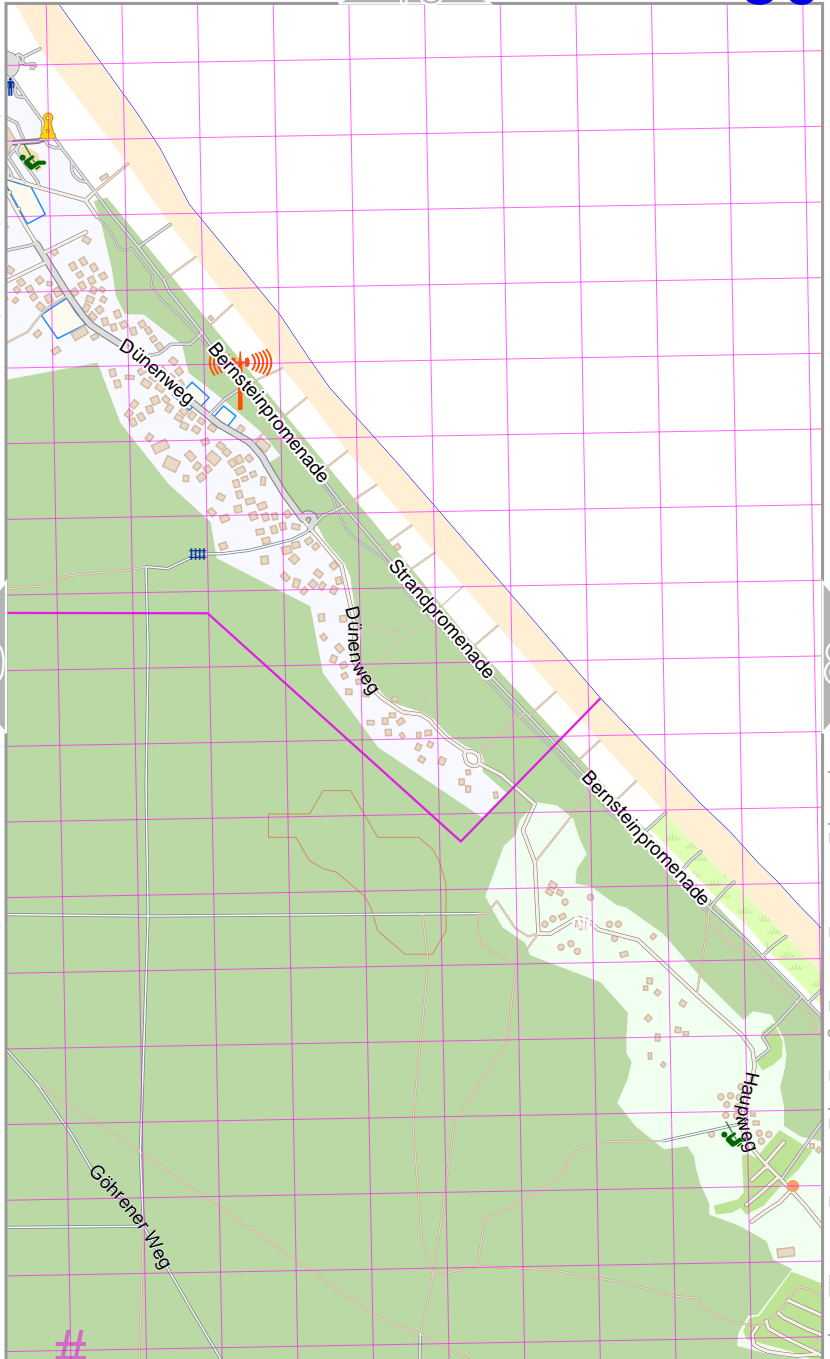 Dünenweg
Bernsteinpromenade
Strandpromenade
Dünenweg
Bernsteinpromenade
Hauptweg
Göhrener Weg
#